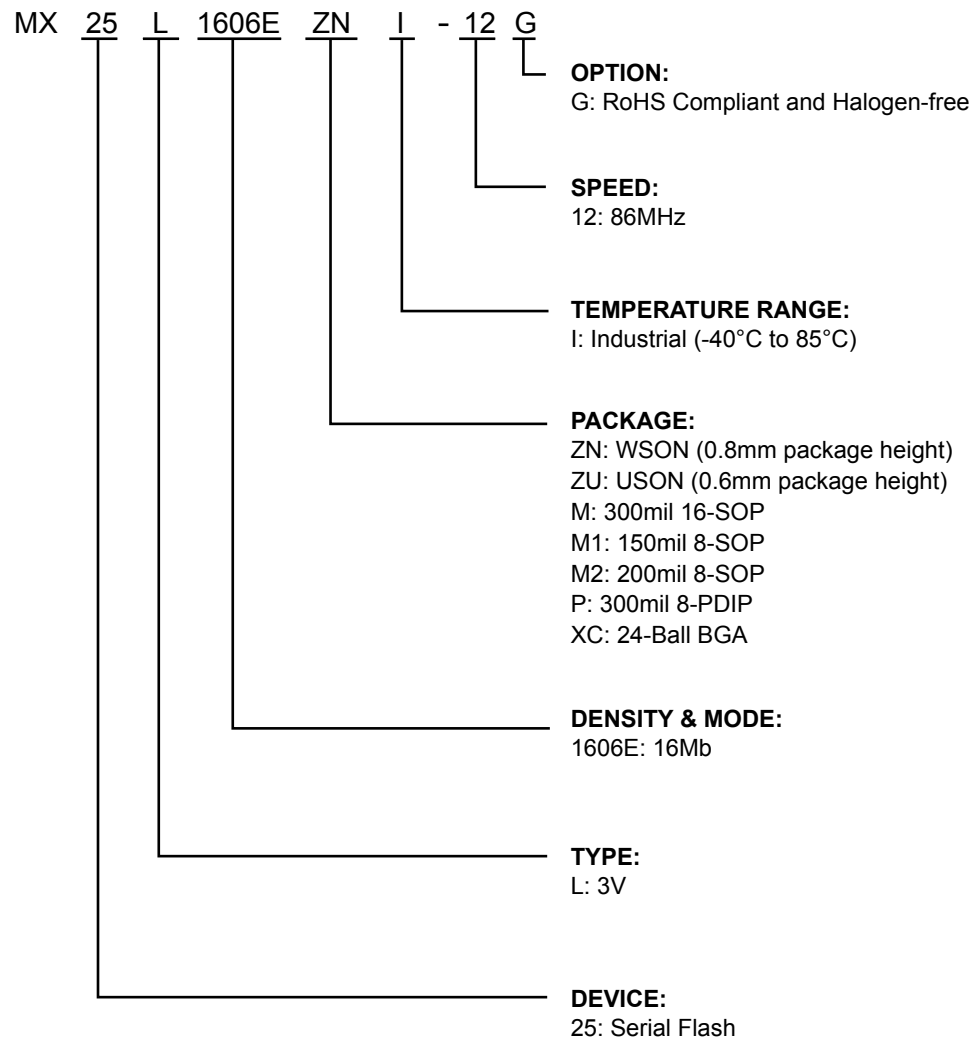 MX 25 L 1606E ZN I - 12 G
OPTION:
G: RoHS Compliant and Halogen-free
SPEED:
12: 86MHz
TEMPERATURE RANGE:
I: Industrial (-40°C to 85°C)
PACKAGE:
ZN: WSON (0.8mm package height)
ZU: USON (0.6mm package height)
M: 300mil 16-SOP
M1: 150mil 8-SOP
M2: 200mil 8-SOP
P: 300mil 8-PDIP
XC: 24-Ball BGA
DENSITY & MODE:
1606E: 16Mb
TYPE:
L: 3V
DEVICE:
25: Serial Flash